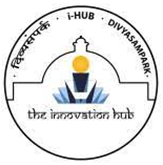 दिव्यसंपर्क · i-HUB · DIVYASAMPARK ·
the innovation hub